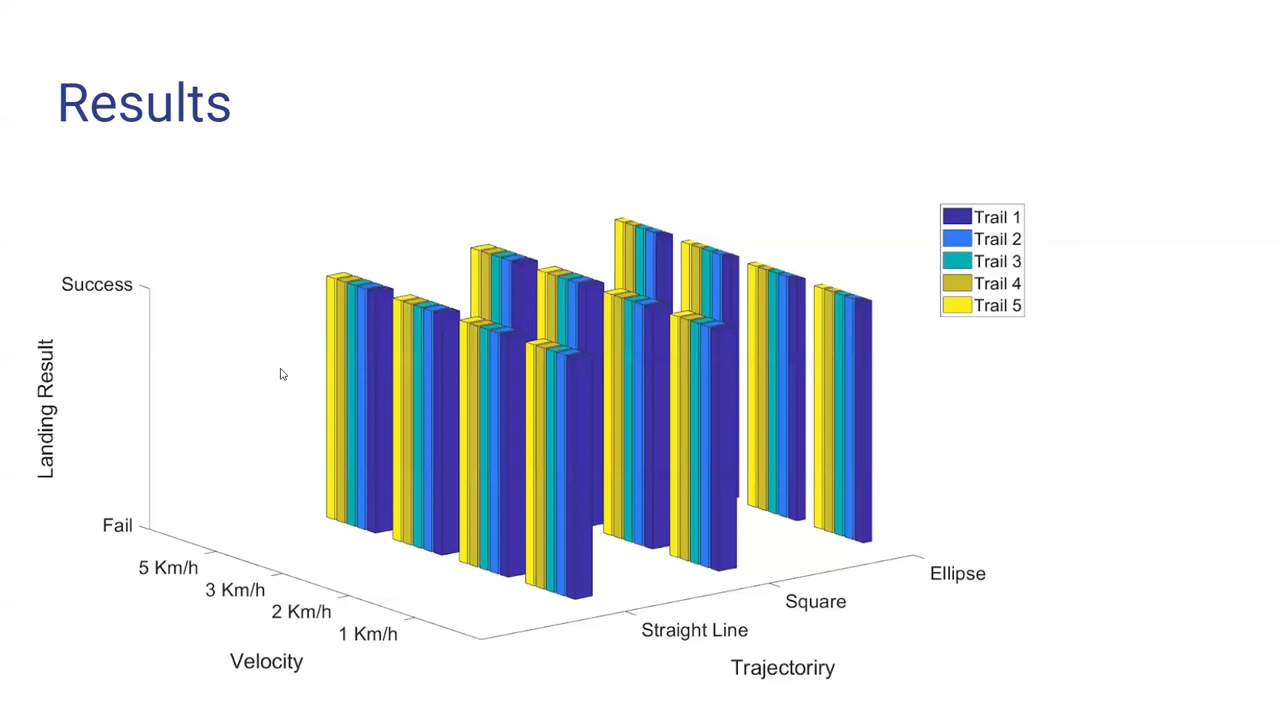 Results
Trail 1
Trail 2
Trail 3
Trail 4
Trail 5
Success
Landing Result
Fail
5 Km/h
3 Km/h
2 Km/h
1 Km/h
Velocity
Ellipse
Square
Straight Line
Trajectoriry